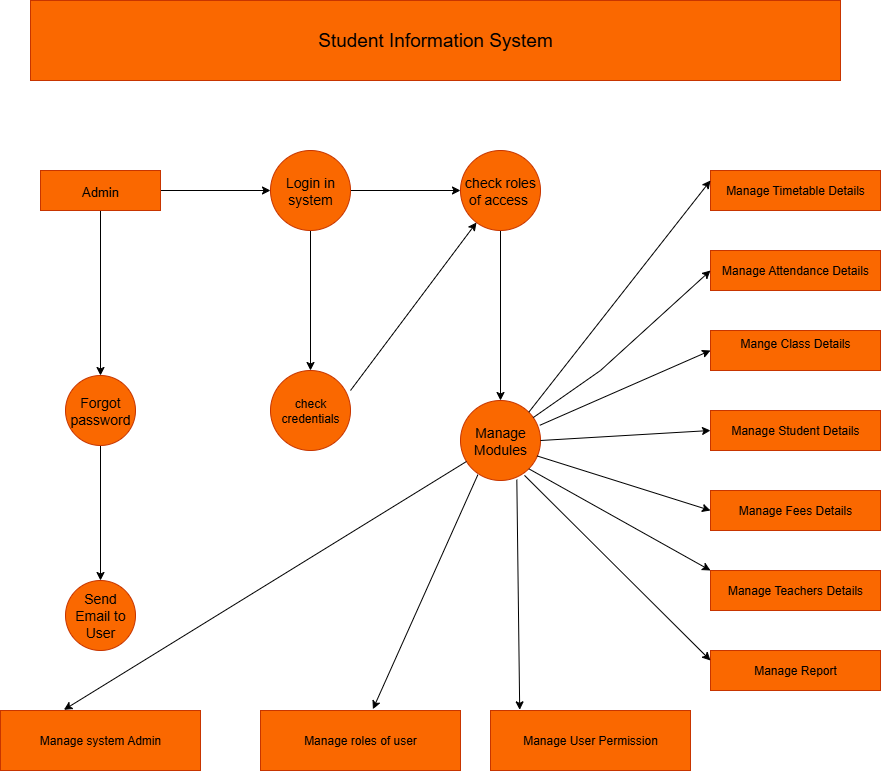 Student Information System
Admin
Login in
system
check roles
of access
Manage Timetable Details
Manage Attendance Details
Mange Class Details
Forgot
password
check
credentials
Manage
Modules
Manage Student Details
Manage Fees Details
Send
Email to
User
Manage Teachers Details
Manage Report
Manage system Admin
Manage roles of user
Manage User Permission